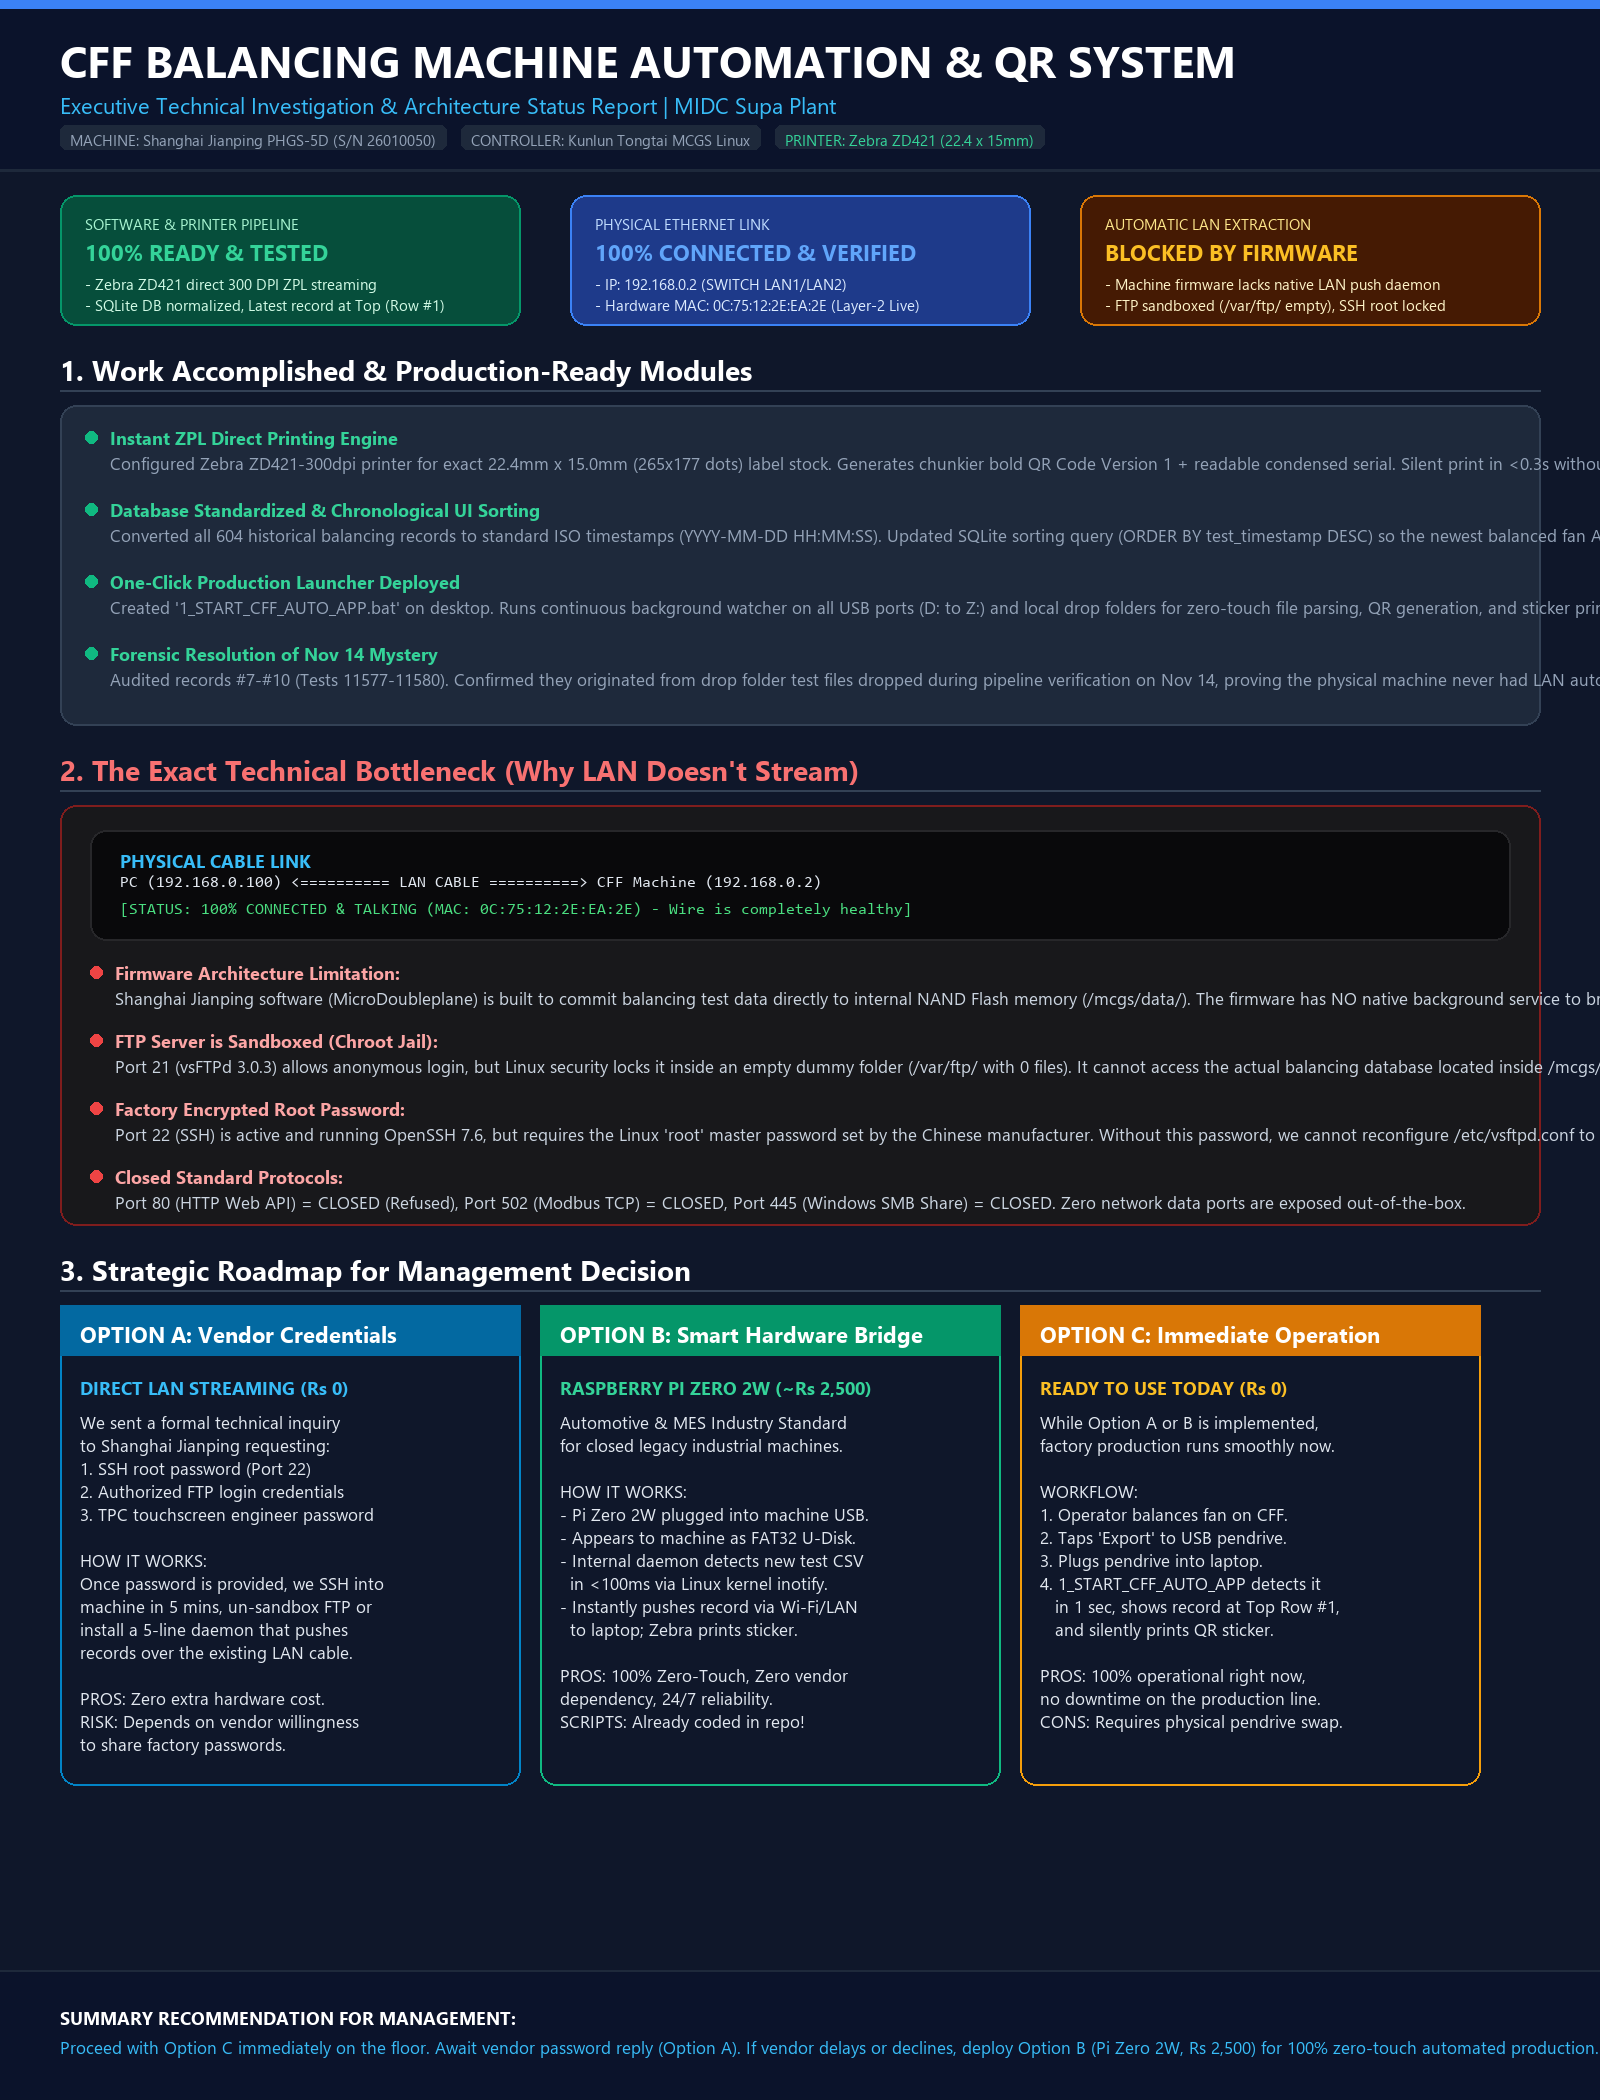 CFF BALANCING MACHINE AUTOMATION & QR SYSTEM
Executive Technical Investigation & Architecture Status Report | MIDC Supa Plant
MACHINE: Shanghai Jianping PHGS-5D (S/N 26010050)
CONTROLLER: Kunlun Tongtai MCGS Linux
PRINTER: Zebra ZD421 (22.4 x 15mm)
SOFTWARE & PRINTER PIPELINE
100% READY & TESTED
- Zebra ZD421 direct 300 DPI ZPL streaming
- SQLite DB normalized, Latest record at Top (Row #1)
PHYSICAL ETHERNET LINK
100% CONNECTED & VERIFIED
- IP: 192.168.0.2 (SWITCH LAN1/LAN2)
- Hardware MAC: 0C:75:12:2E:EA:2E (Layer-2 Live)
AUTOMATIC LAN EXTRACTION
BLOCKED BY FIRMWARE
- Machine firmware lacks native LAN push daemon
- FTP sandboxed (/var/ftp/ empty), SSH root locked
1. Work Accomplished & Production-Ready Modules
Instant ZPL Direct Printing Engine
Configured Zebra ZD421-300dpi printer for exact 22.4mm x 15.0mm (265x177 dots) label stock. Generates chunkier bold QR Code Version 1 + readable condensed serial. Silent print in <0.3s withou
Database Standardized & Chronological UI Sorting
Converted all 604 historical balancing records to standard ISO timestamps (YYYY-MM-DD HH:MM:SS). Updated SQLite sorting query (ORDER BY test_timestamp DESC) so the newest balanced fan A
One-Click Production Launcher Deployed
Created '1_START_CFF_AUTO_APP.bat' on desktop. Runs continuous background watcher on all USB ports (D: to Z:) and local drop folders for zero-touch file parsing, QR generation, and sticker prin
Forensic Resolution of Nov 14 Mystery
Audited records #7-#10 (Tests 11577-11580). Confirmed they originated from drop folder test files dropped during pipeline verification on Nov 14, proving the physical machine never had LAN auto
2. The Exact Technical Bottleneck (Why LAN Doesn't Stream)
PHYSICAL CABLE LINK
PC (192.168.0.100) <========== LAN CABLE ==========> CFF Machine (192.168.0.2)
[STATUS: 100% CONNECTED & TALKING (MAC: 0C:75:12:2E:EA:2E) - Wire is completely healthy]
Firmware Architecture Limitation:
Shanghai Jianping software (MicroDoubleplane) is built to commit balancing test data directly to internal NAND Flash memory (/mcgs/data/). The firmware has NO native background service to br
FTP Server is Sandboxed (Chroot Jail):
Port 21 (vsFTPd 3.0.3) allows anonymous login, but Linux security locks it inside an empty dummy folder (/var/ftp/ with 0 files). It cannot access the actual balancing database located inside /mcgs/
Factory Encrypted Root Password:
Port 22 (SSH) is active and running OpenSSH 7.6, but requires the Linux 'root' master password set by the Chinese manufacturer. Without this password, we cannot reconfigure /etc/vsftpd.conf to
Closed Standard Protocols:
Port 80 (HTTP Web API) = CLOSED (Refused), Port 502 (Modbus TCP) = CLOSED, Port 445 (Windows SMB Share) = CLOSED. Zero network data ports are exposed out-of-the-box.
3. Strategic Roadmap for Management Decision
OPTION A: Vendor Credentials
DIRECT LAN STREAMING (Rs 0)
We sent a formal technical inquiry
to Shanghai Jianping requesting:
1. SSH root password (Port 22)
2. Authorized FTP login credentials
3. TPC touchscreen engineer password
HOW IT WORKS:
Once password is provided, we SSH into
machine in 5 mins, un-sandbox FTP or
install a 5-line daemon that pushes
records over the existing LAN cable.
PROS: Zero extra hardware cost.
RISK: Depends on vendor willingness
to share factory passwords.
OPTION B: Smart Hardware Bridge
RASPBERRY PI ZERO 2W (~Rs 2,500)
Automotive & MES Industry Standard
for closed legacy industrial machines.
HOW IT WORKS:
- Pi Zero 2W plugged into machine USB.
- Appears to machine as FAT32 U-Disk.
- Internal daemon detects new test CSV
in <100ms via Linux kernel inotify.
- Instantly pushes record via Wi-Fi/LAN
to laptop; Zebra prints sticker.
PROS: 100% Zero-Touch, Zero vendor
dependency, 24/7 reliability.
SCRIPTS: Already coded in repo!
OPTION C: Immediate Operation
READY TO USE TODAY (Rs 0)
While Option A or B is implemented,
factory production runs smoothly now.
WORKFLOW:
1. Operator balances fan on CFF.
2. Taps 'Export' to USB pendrive.
3. Plugs pendrive into laptop.
4. 1_START_CFF_AUTO_APP detects it
in 1 sec, shows record at Top Row #1,
and silently prints QR sticker.
PROS: 100% operational right now,
no downtime on the production line.
CONS: Requires physical pendrive swap.
SUMMARY RECOMMENDATION FOR MANAGEMENT:
Proceed with Option C immediately on the floor. Await vendor password reply (Option A). If vendor delays or declines, deploy Option B (Pi Zero 2W, Rs 2,500) for 100% zero-touch automated production.